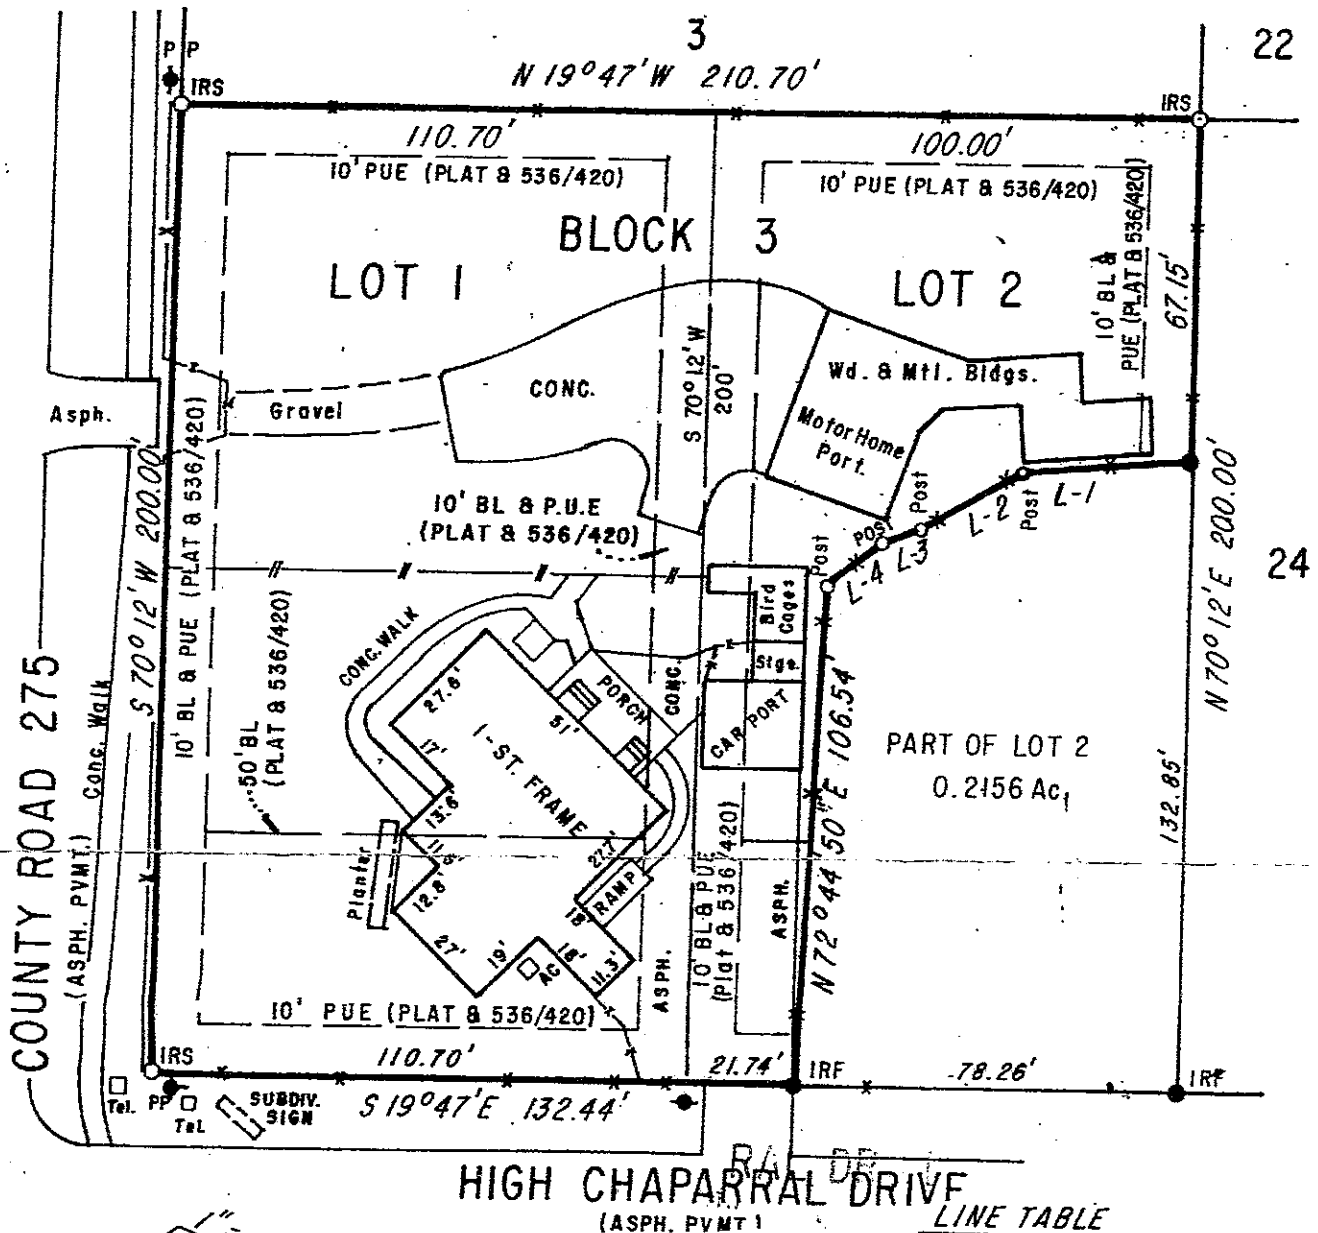 3
22
N 19°47'W 210.70'
P P
IRS
IRS
110.70'
100.00'
10' PUE (PLAT & 536/420)
10' PUE (PLAT & 536/420)
10' BL &
PUE (PLAT & 536/420)
67.15'
BLOCK 3
LOT 1
LOT 2
S 70°12'W
200'
CONC.
Wd. & Mtl. Bldgs.
Motor Home
Port.
Asph.
Gravel
10' BL & P.U.E
(PLAT & 536/420)
Post
Post
POST
Post
L-1
L-2
L-3
L-4
N 70°12'E 200.00'
24
S 70°12'W 200.00'
10' BL & PUE (PLAT & 536/420)
50' BL
(PLAT & 536/420)
COUNTY ROAD 275
(ASPH. PVMT.)
Conc. Walk
CONC. WALK
Bird
Cages
Stge.
CAR PORT
CONC.
PORCH
27.6'
17'
51'
1-ST. FRAME
13.6'
11.8'
12.8'
27'
19'
18'
11.3'
18'
27.7'
RAMP
AC
Planter
PART OF LOT 2
0.2156 Ac.
132.85'
N 72°44'50"E 106.54'
ASPH.
ASPH.
10' BL & PUE
(Plat & 536/420)
10' PUE (PLAT & 536/420)
IRS
110.70'
21.74'
IRF
78.26'
IRF
S 19°47'E 132.44'
Tel.
PP
Tel.
SUBDIV.
SIGN
HIGH CHAPARRAL DRIVE
(ASPH. PVMT.)
LINE TABLE